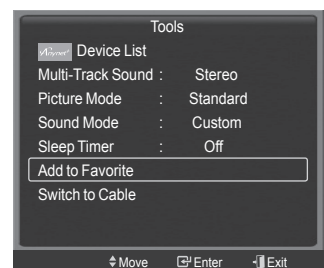 Tools
Device List
Multi-Track Sound : Stereo
Picture Mode : Standard
Sound Mode : Custom
Sleep Timer : Off
Add to Favorite
Switch to Cable
Move Enter Exit